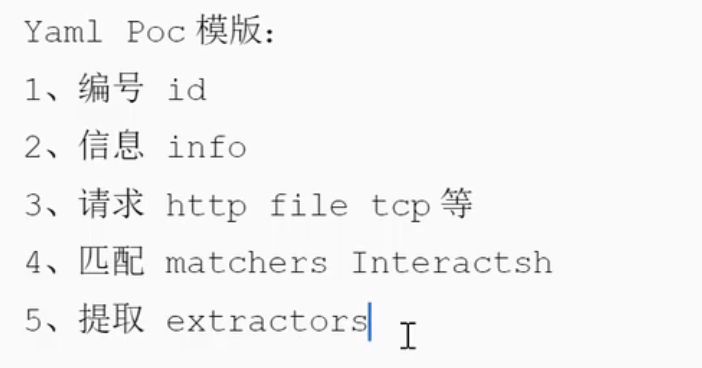 Yaml Poc 模版：
1、编号 id
2、信息 info
3、请求 http file tcp 等
4、匹配 matchers Interactsh
5、提取 extractors